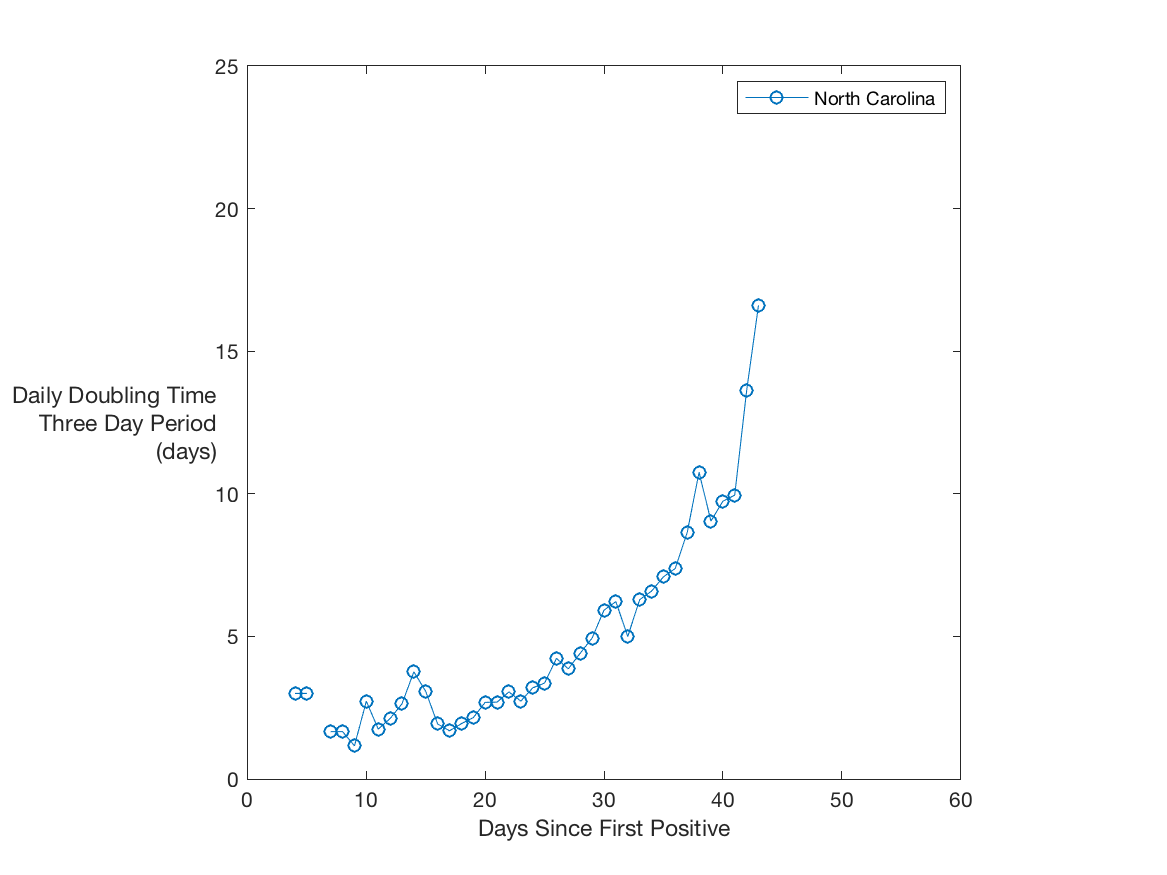 25
North Carolina
20
15
Daily Doubling Time
Three Day Period
(days)
10
5
0
0 10 20 30 40 50 60
Days Since First Positive